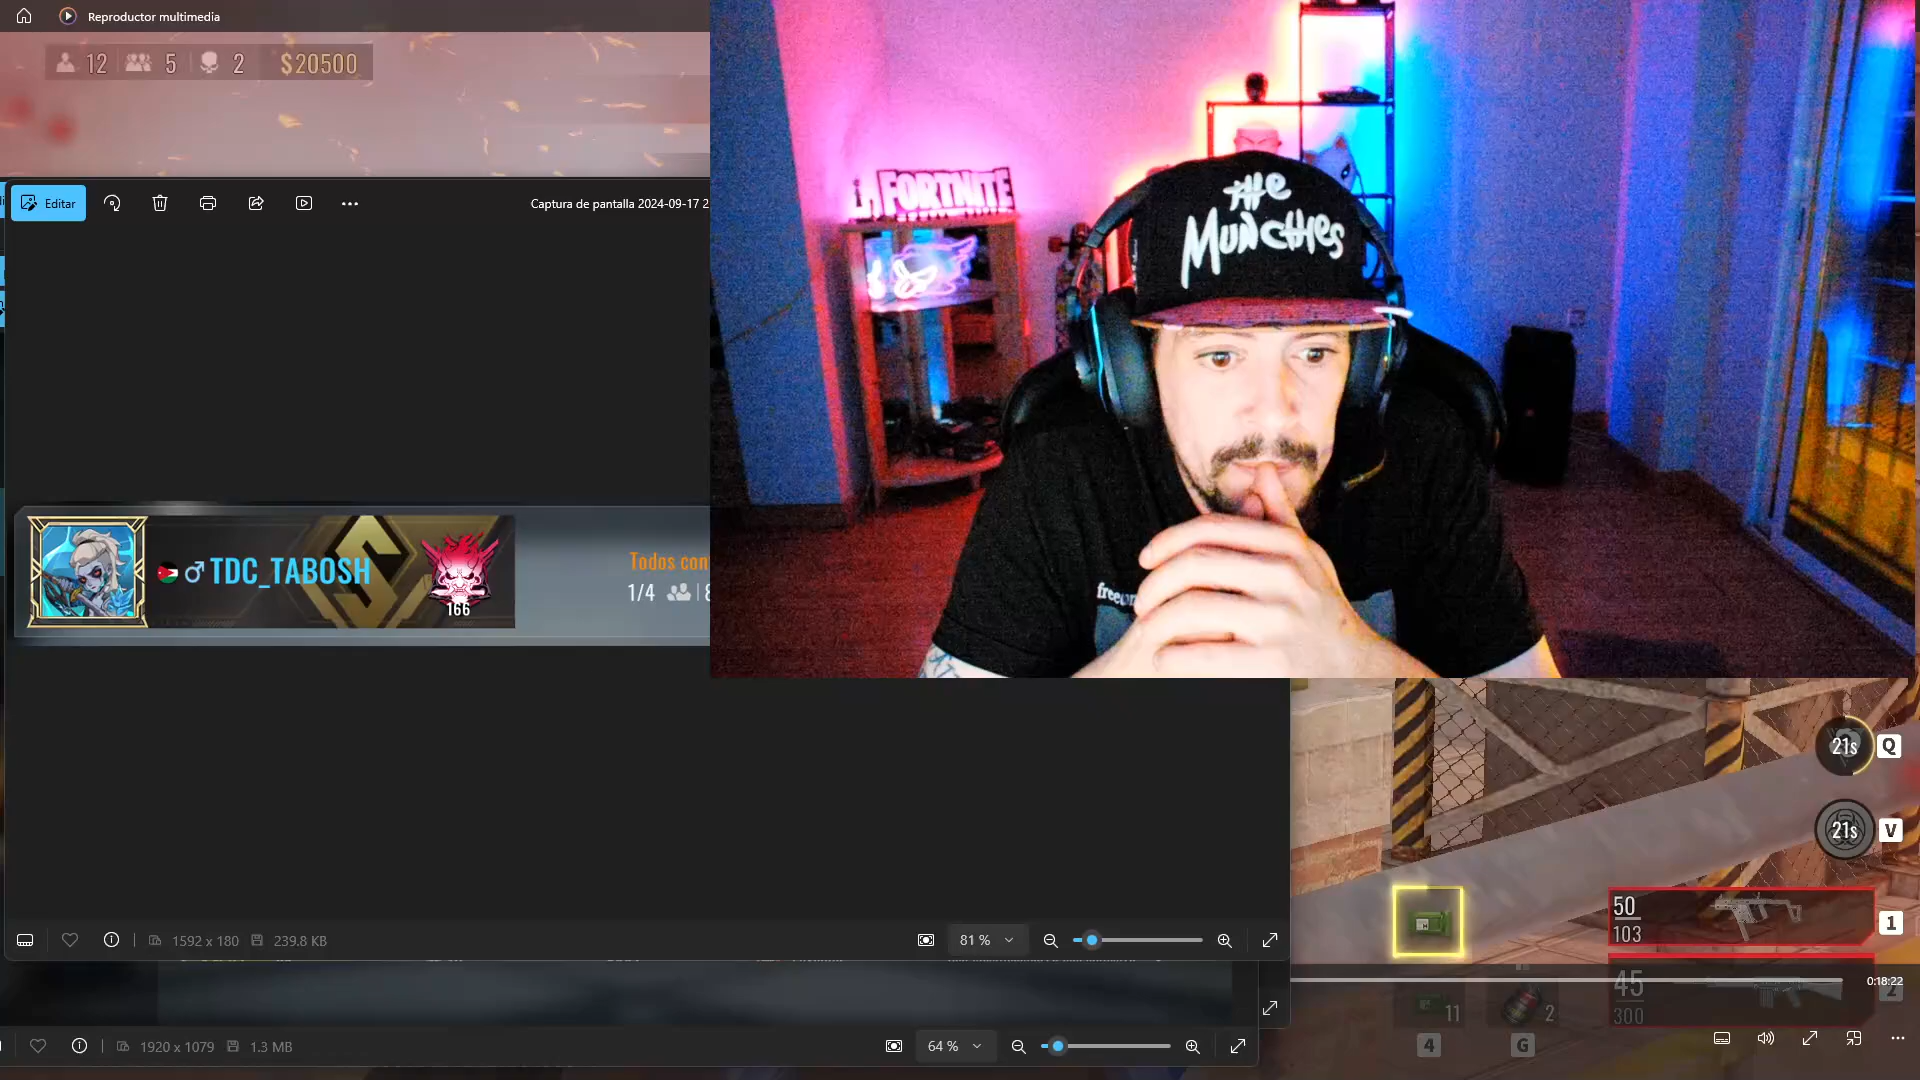 Reproductor multimedia
12 5 2 $20500
Editar
Captura de pantalla 2024-09-17 2
FORTNITE
the
Munchies
TDC_TABOSH
166
Todos con
1/4
21s Q
21s V
50
103
1
45
300
2
11
2
4
G
81 %
1592 x 180
239.8 KB
0:18:22
1920 x 1079
1.3 MB
64 %